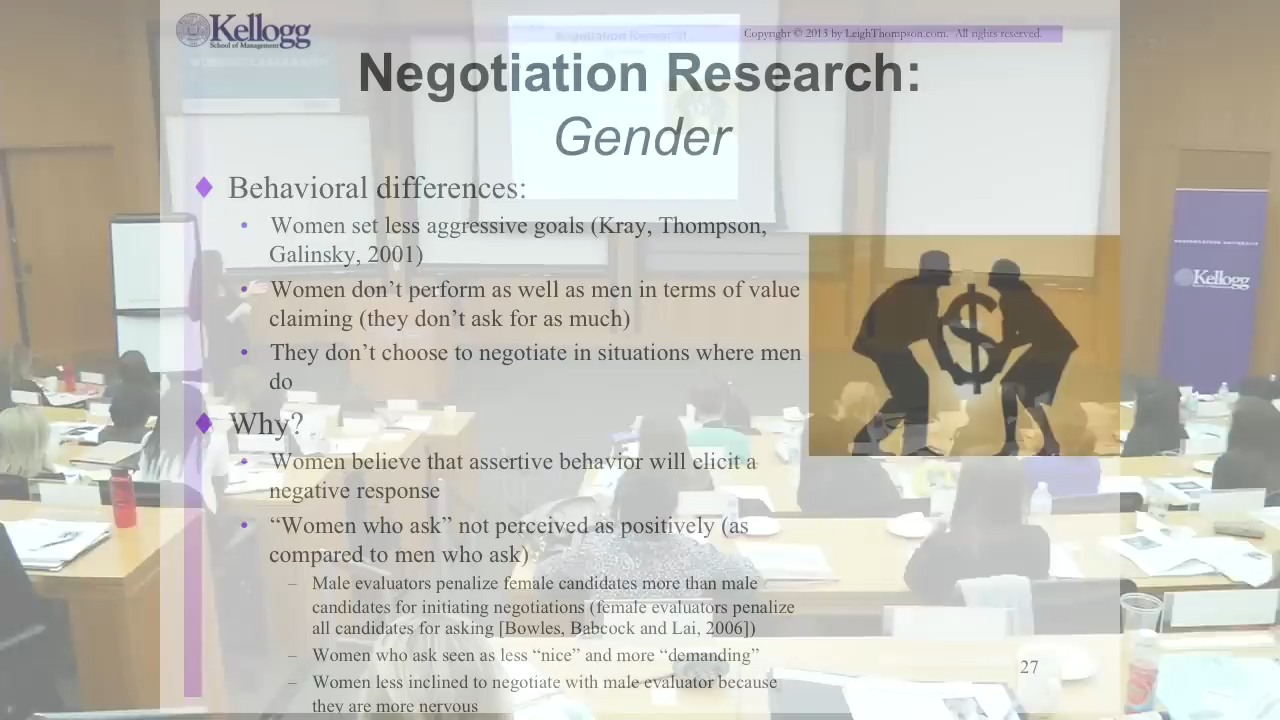 Kellogg
School of Management
Copyright © 2013 by LeighThompson.com. All rights reserved.
Negotiation Research:
Gender
Behavioral differences:
• Women set less aggressive goals (Kray, Thompson,
Galinsky, 2001)
• Women don’t perform as well as men in terms of value
claiming (they don’t ask for as much)
• They don’t choose to negotiate in situations where men
do
$
Kellogg
Why?
• Women believe that assertive behavior will elicit a
negative response
• “Women who ask” not perceived as positively (as
compared to men who ask)
– Male evaluators penalize female candidates more than male
candidates for initiating negotiations (female evaluators penalize
all candidates for asking [Bowles, Babcock and Lai, 2006])
– Women who ask seen as less “nice” and more “demanding”
– Women less inclined to negotiate with male evaluator because
they are more nervous
27